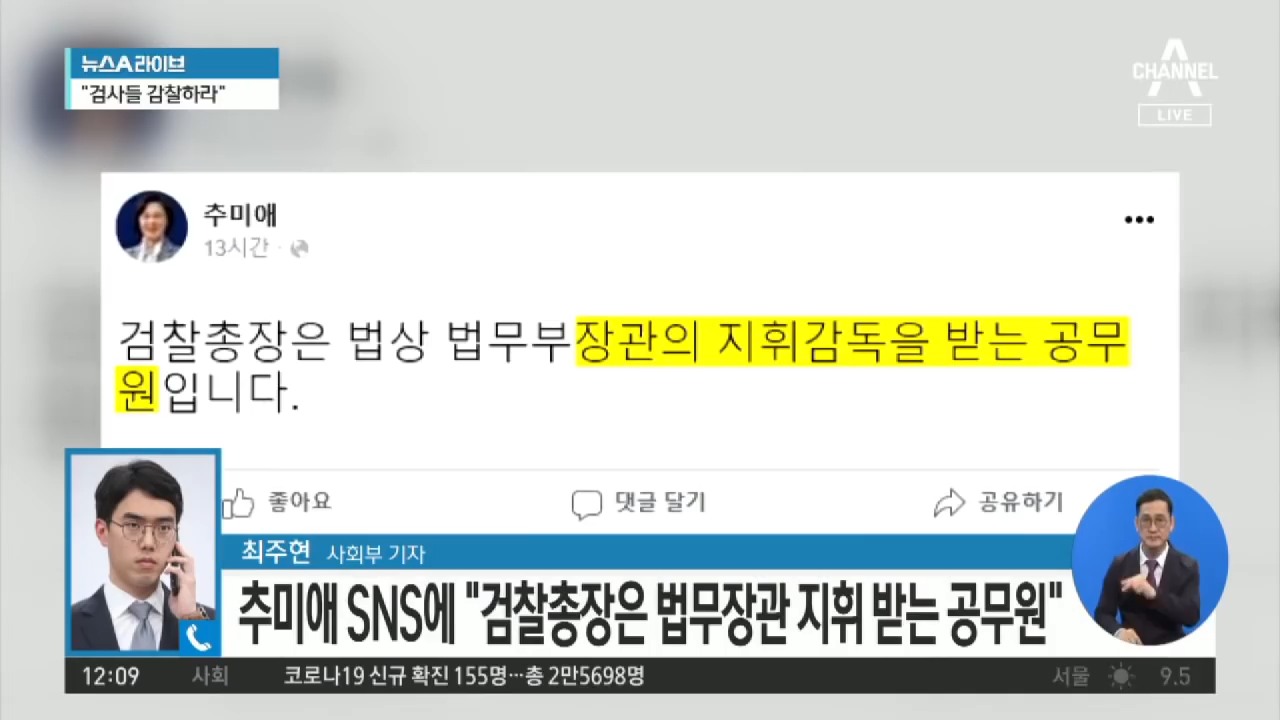 뉴스A 라이브
"검사들 감찰하라"
CHANNEL A
LIVE
추미애
13시간 ·
검찰총장은 법상 법무부장관의 지휘감독을 받는 공무
원입니다.
좋아요
댓글 달기
공유하기
최주현 사회부 기자
추미애 SNS에 "검찰총장은 법무장관 지휘 받는 공무원"
12:09 사회 코로나19 신규 확진 155명…총 2만5698명 서울 9.5